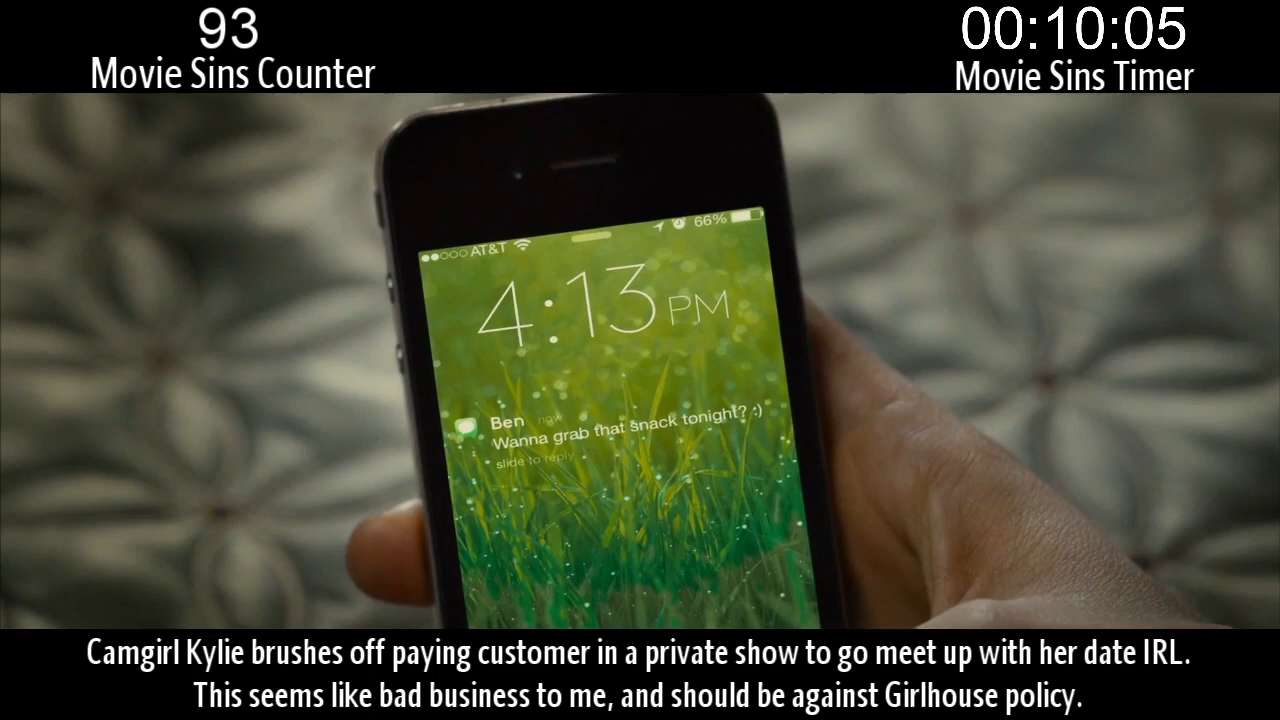 93
Movie Sins Counter
00:10:05
Movie Sins Timer
AT&T 66%
4:13 PM
Ben now
Wanna grab that snack tonight? :)
slide to reply
Camgirl Kylie brushes off paying customer in a private show to go meet up with her date IRL.
This seems like bad business to me, and should be against Girlhouse policy.